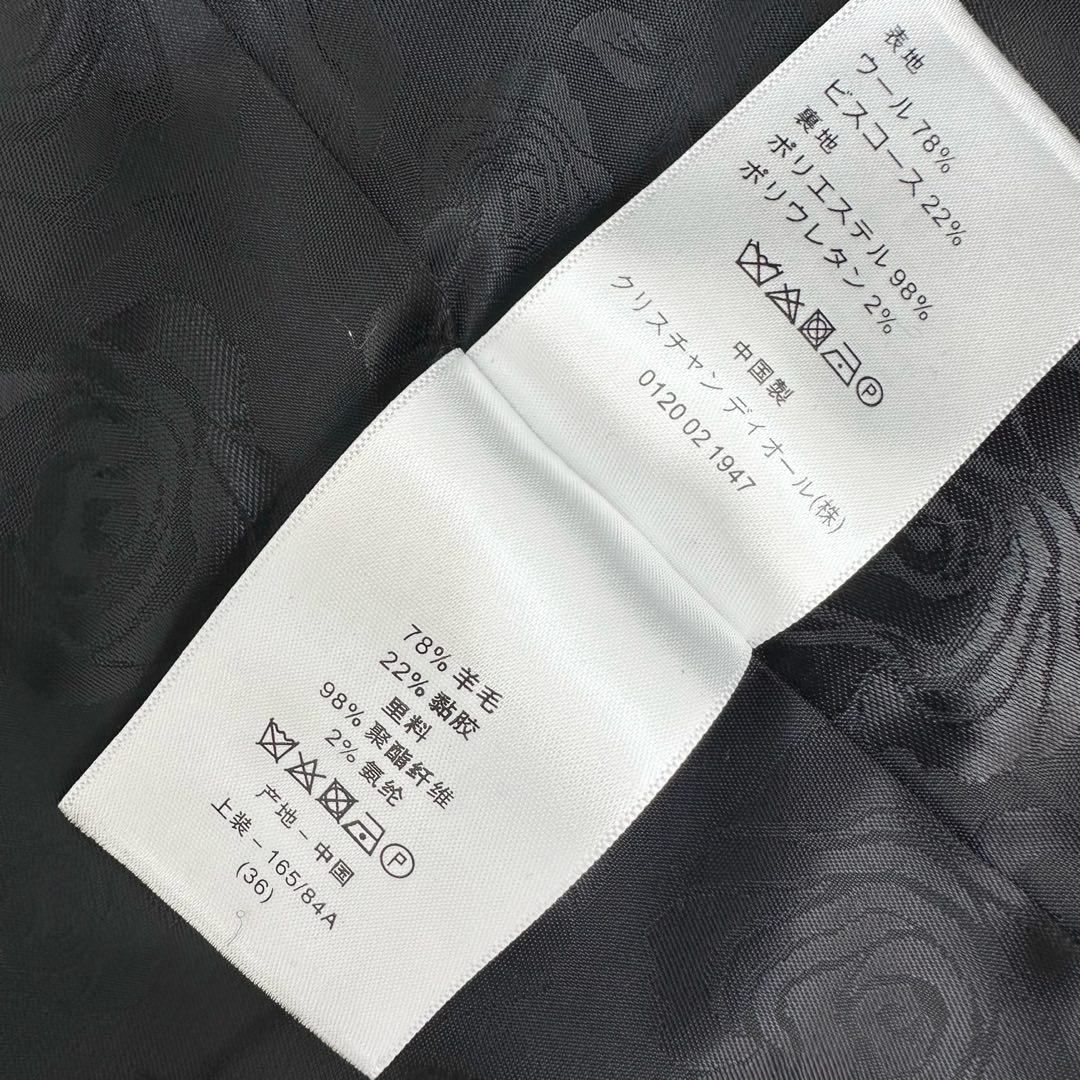 表地
ウール 78%
ビスコース 22%
裏地
ポリエステル 98%
ポリウレタン 2%
P
中国製
クリスチャン ディオール(株)
0120 02 1947
78% 羊毛
22% 黏胶
里料
98% 聚酯纤维
2% 氨纶
P
产地 – 中国
上装 – 165/84A
(36)